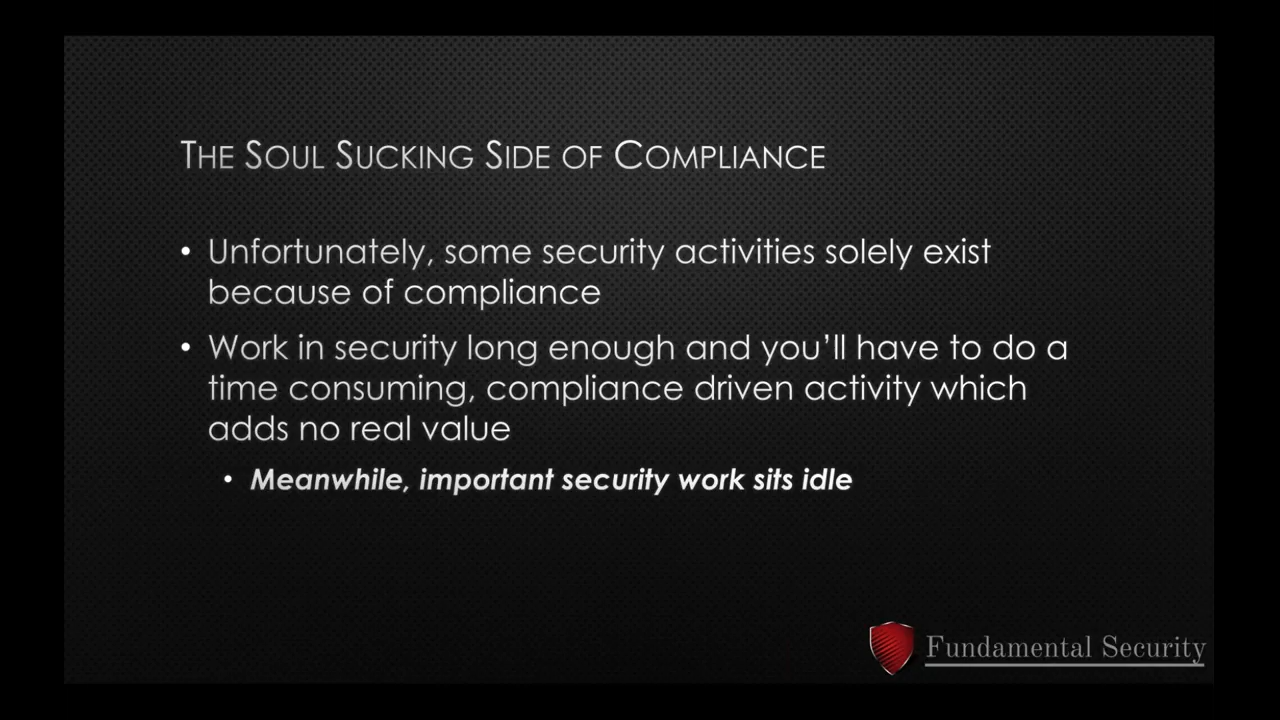 The Soul Sucking Side of Compliance
• Unfortunately, some security activities solely exist
because of compliance
• Work in security long enough and you'll have to do a
time consuming, compliance driven activity which
adds no real value
• Meanwhile, important security work sits idle
Fundamental Security